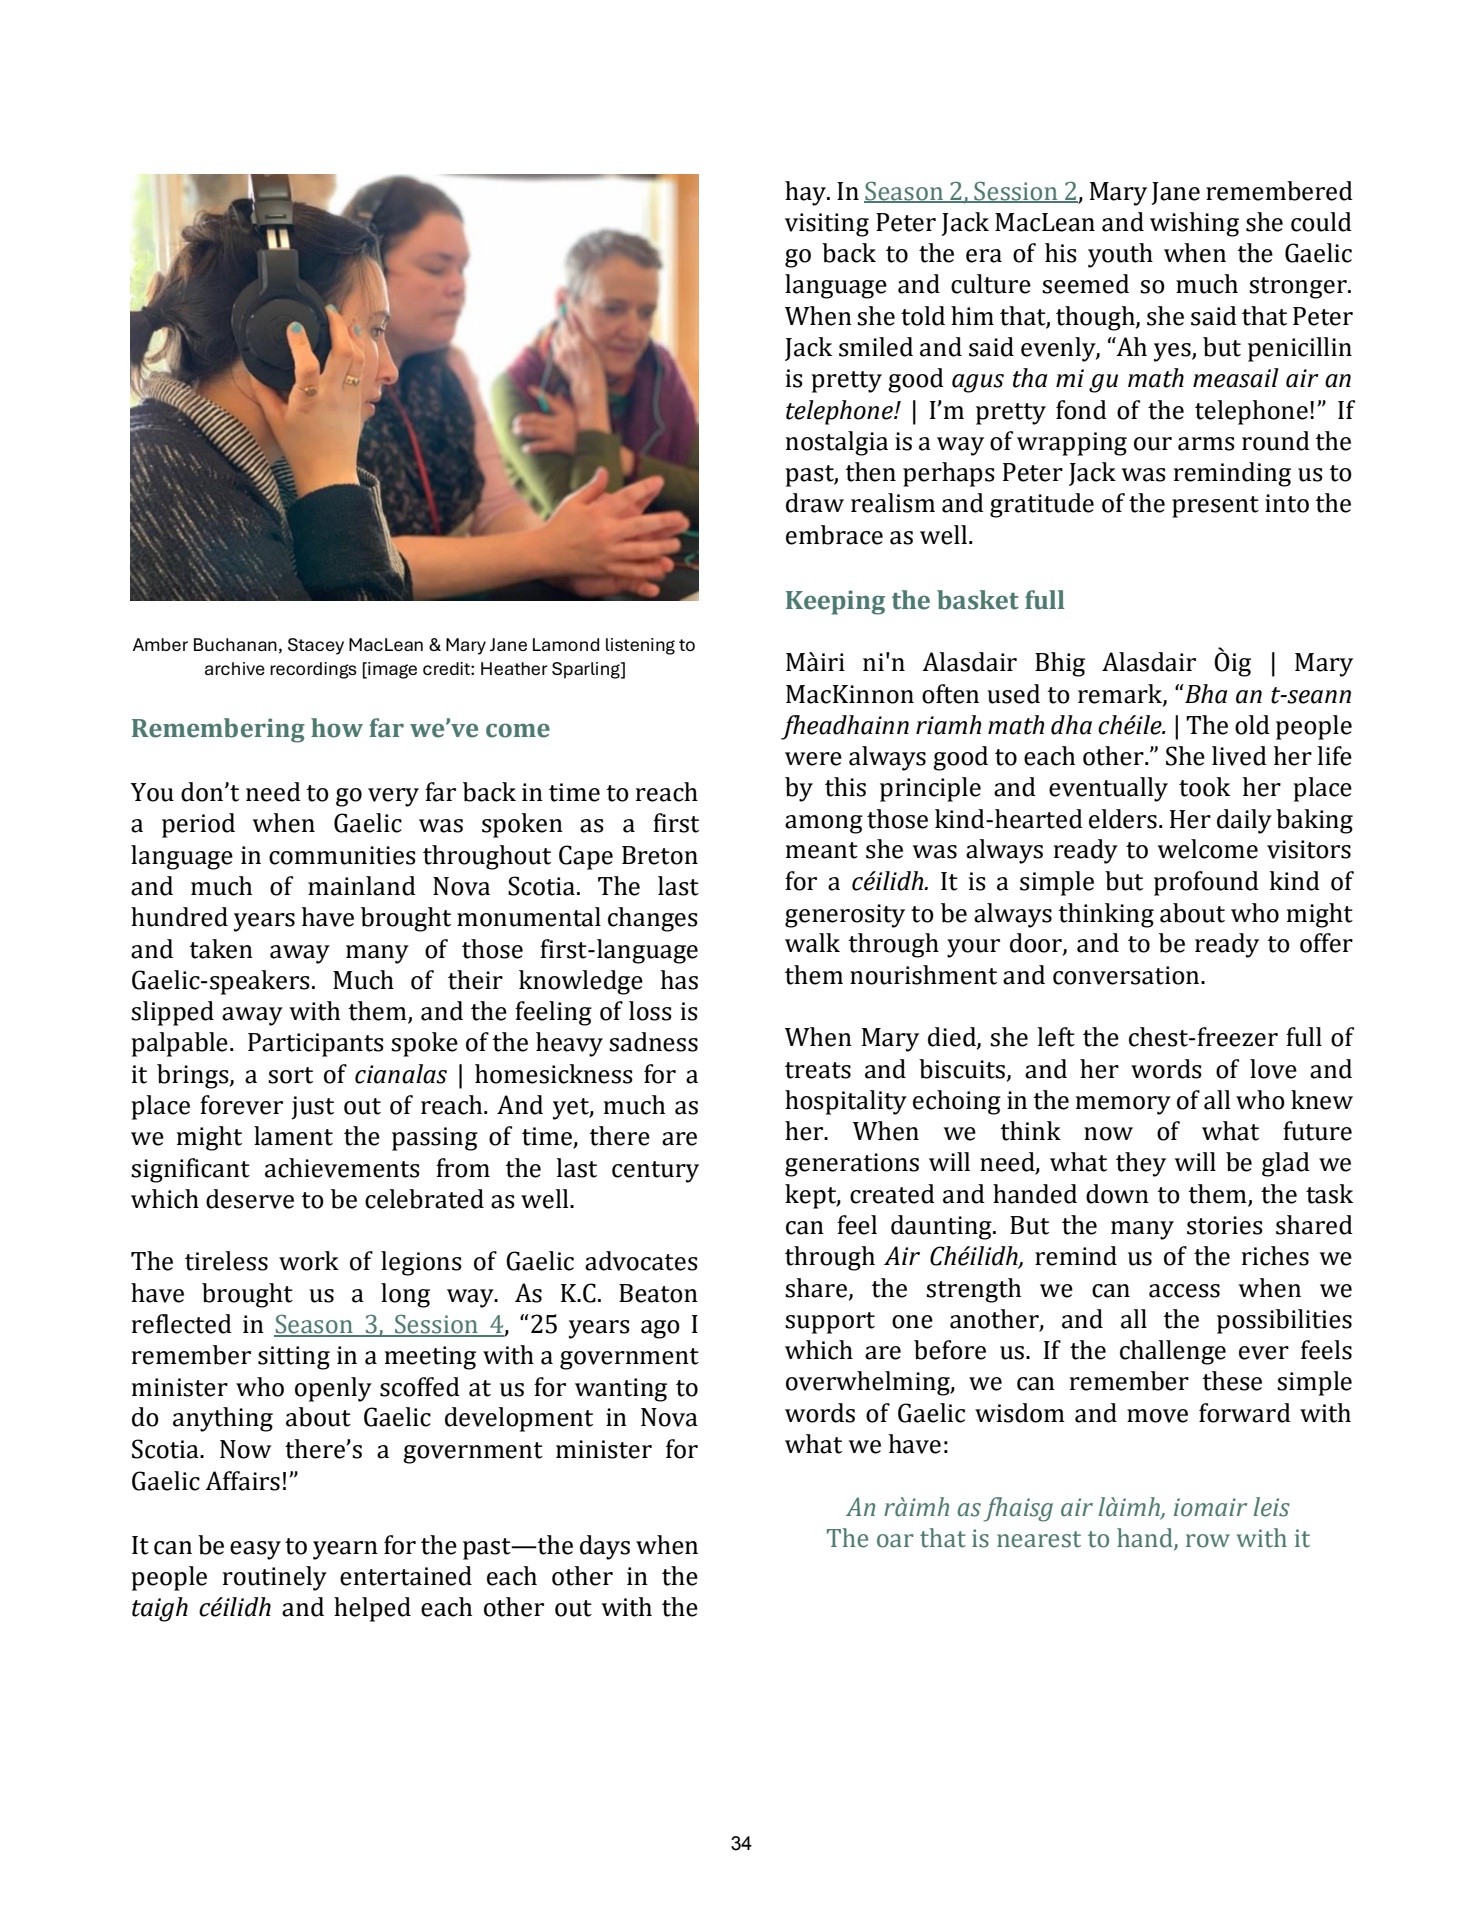 Amber Buchanan, Stacey MacLean & Mary Jane Lamond listening to
archive recordings [image credit: Heather Sparling]
Remembering how far we’ve come
You don’t need to go very far back in time to reach
a period when Gaelic was spoken as a first
language in communities throughout Cape Breton
and much of mainland Nova Scotia. The last
hundred years have brought monumental changes
and taken away many of those first-language
Gaelic-speakers. Much of their knowledge has
slipped away with them, and the feeling of loss is
palpable. Participants spoke of the heavy sadness
it brings, a sort of cianalas | homesickness for a
place forever just out of reach. And yet, much as
we might lament the passing of time, there are
significant achievements from the last century
which deserve to be celebrated as well.
The tireless work of legions of Gaelic advocates
have brought us a long way. As K.C. Beaton
reflected in Season 3, Session 4, “25 years ago I
remember sitting in a meeting with a government
minister who openly scoffed at us for wanting to
do anything about Gaelic development in Nova
Scotia. Now there’s a government minister for
Gaelic Affairs!”
It can be easy to yearn for the past—the days when
people routinely entertained each other in the
taigh céilidh and helped each other out with the
hay. In Season 2, Session 2, Mary Jane remembered
visiting Peter Jack MacLean and wishing she could
go back to the era of his youth when the Gaelic
language and culture seemed so much stronger.
When she told him that, though, she said that Peter
Jack smiled and said evenly, “Ah yes, but penicillin
is pretty good agus tha mi gu math measail air an
telephone! | I’m pretty fond of the telephone!” If
nostalgia is a way of wrapping our arms round the
past, then perhaps Peter Jack was reminding us to
draw realism and gratitude of the present into the
embrace as well.
Keeping the basket full
Màiri ni'n Alasdair Bhig Alasdair Òig | Mary
MacKinnon often used to remark, “Bha an t-seann
fheadhainn riamh math dha chéile. | The old people
were always good to each other.” She lived her life
by this principle and eventually took her place
among those kind-hearted elders. Her daily baking
meant she was always ready to welcome visitors
for a céilidh. It is a simple but profound kind of
generosity to be always thinking about who might
walk through your door, and to be ready to offer
them nourishment and conversation.
When Mary died, she left the chest-freezer full of
treats and biscuits, and her words of love and
hospitality echoing in the memory of all who knew
her. When we think now of what future
generations will need, what they will be glad we
kept, created and handed down to them, the task
can feel daunting. But the many stories shared
through Air Chéilidh, remind us of the riches we
share, the strength we can access when we
support one another, and all the possibilities
which are before us. If the challenge ever feels
overwhelming, we can remember these simple
words of Gaelic wisdom and move forward with
what we have:
An ràimh as fhaisg air làimh, iomair leis
The oar that is nearest to hand, row with it
34